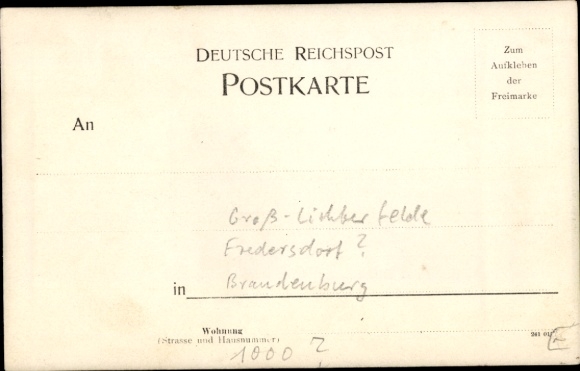 DEUTSCHE REICHSPOST
POSTKARTE
Zum
Aufkleben
der
Freimarke
An
Groß-Lichterfelde
Fredersdorf?
in Brandenburg
Wohnung
(Strasse und Hausnummer)
1000?